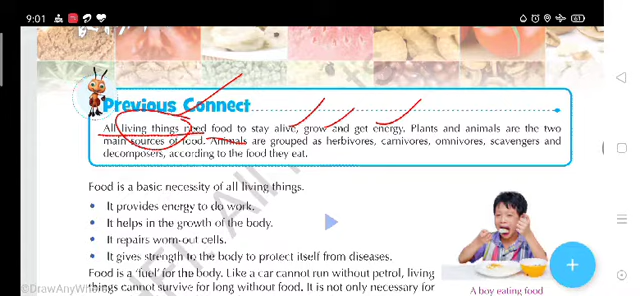 9:01
61
Previous Connect
All living things need food to stay alive, grow and get energy. Plants and animals are the two
main sources of food. Animals are grouped as herbivores, carnivores, omnivores, scavengers and
decomposers, according to the food they eat.
Food is a basic necessity of all living things.
• It provides energy to do work.
• It helps in the growth of the body.
• It repairs worn-out cells.
• It gives strength to the body to protect itself from diseases.
Food is a 'fuel' for the body. Like a car cannot run without petrol, living
things cannot survive for long without food. It is not only necessary for
A boy eating food
©DrawAnyWhere